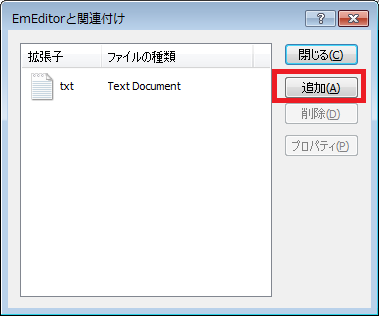 EmEditorと関連付け
拡張子 ファイルの種類
txt Text Document
閉じる(C)
追加(A)
削除(D)
プロパティ(P)